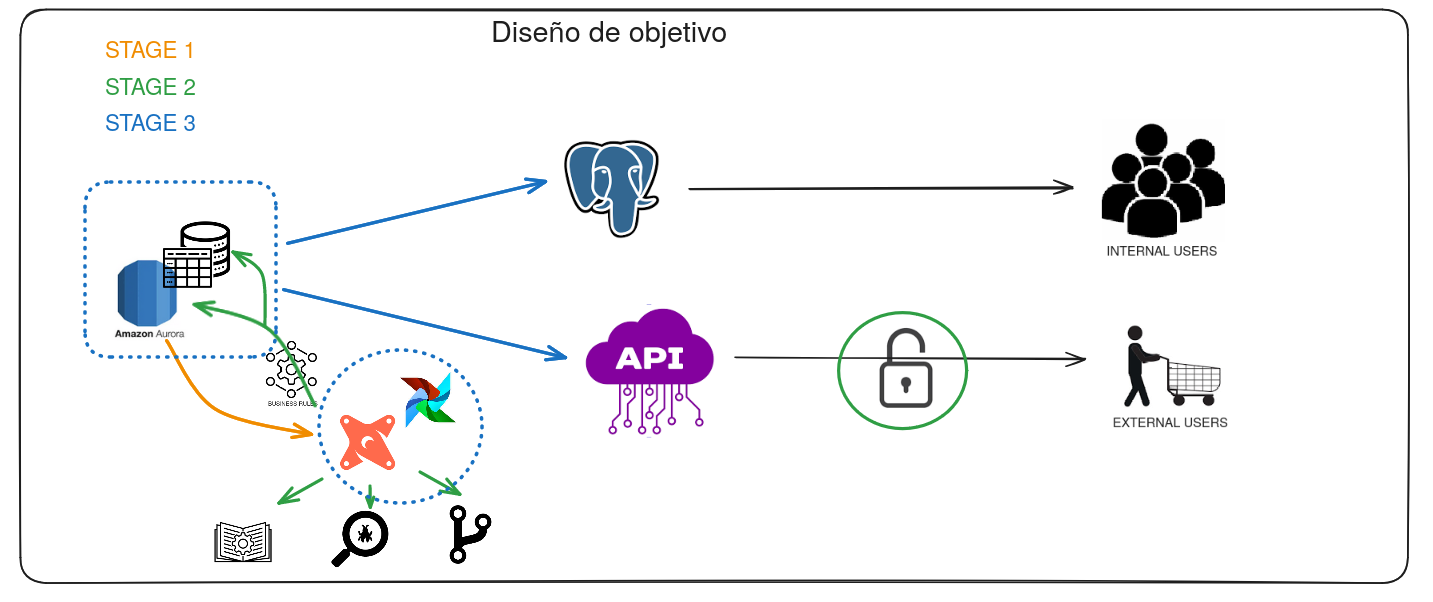 Diseño de objetivo
STAGE 1
STAGE 2
STAGE 3
INTERNAL USERS
Amazon Aurora
API
BUSINESS RULES
EXTERNAL USERS